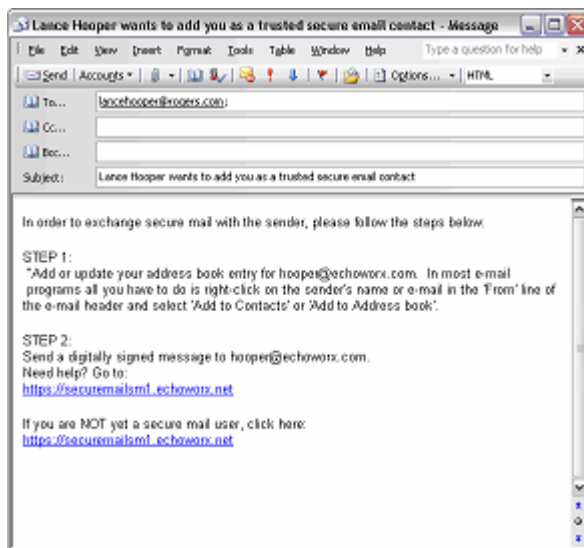 Lance Hooper wants to add you as a trusted secure email contact - Message
File Edit View Insert Format Tools Table Window Help Type a question for help
Send Accounts Options... HTML
To... lancehooper@rogers.com;
Cc...
Bcc...
Subject: Lance Hooper wants to add you as a trusted secure email contact
In order to exchange secure mail with the sender, please follow the steps below:
STEP 1:
"Add or update your address book entry for hooper@echoworx.com. In most e-mail
programs all you have to do is right-click on the sender's name or e-mail in the 'From' line of
the e-mail header and select 'Add to Contacts' or 'Add to Address book'.
STEP 2:
Send a digitally signed message to hooper@echoworx.com.
Need help? Go to:
https://securemailsm1.echoworx.net
If you are NOT yet a secure mail user, click here:
https://securemailsm1.echoworx.net